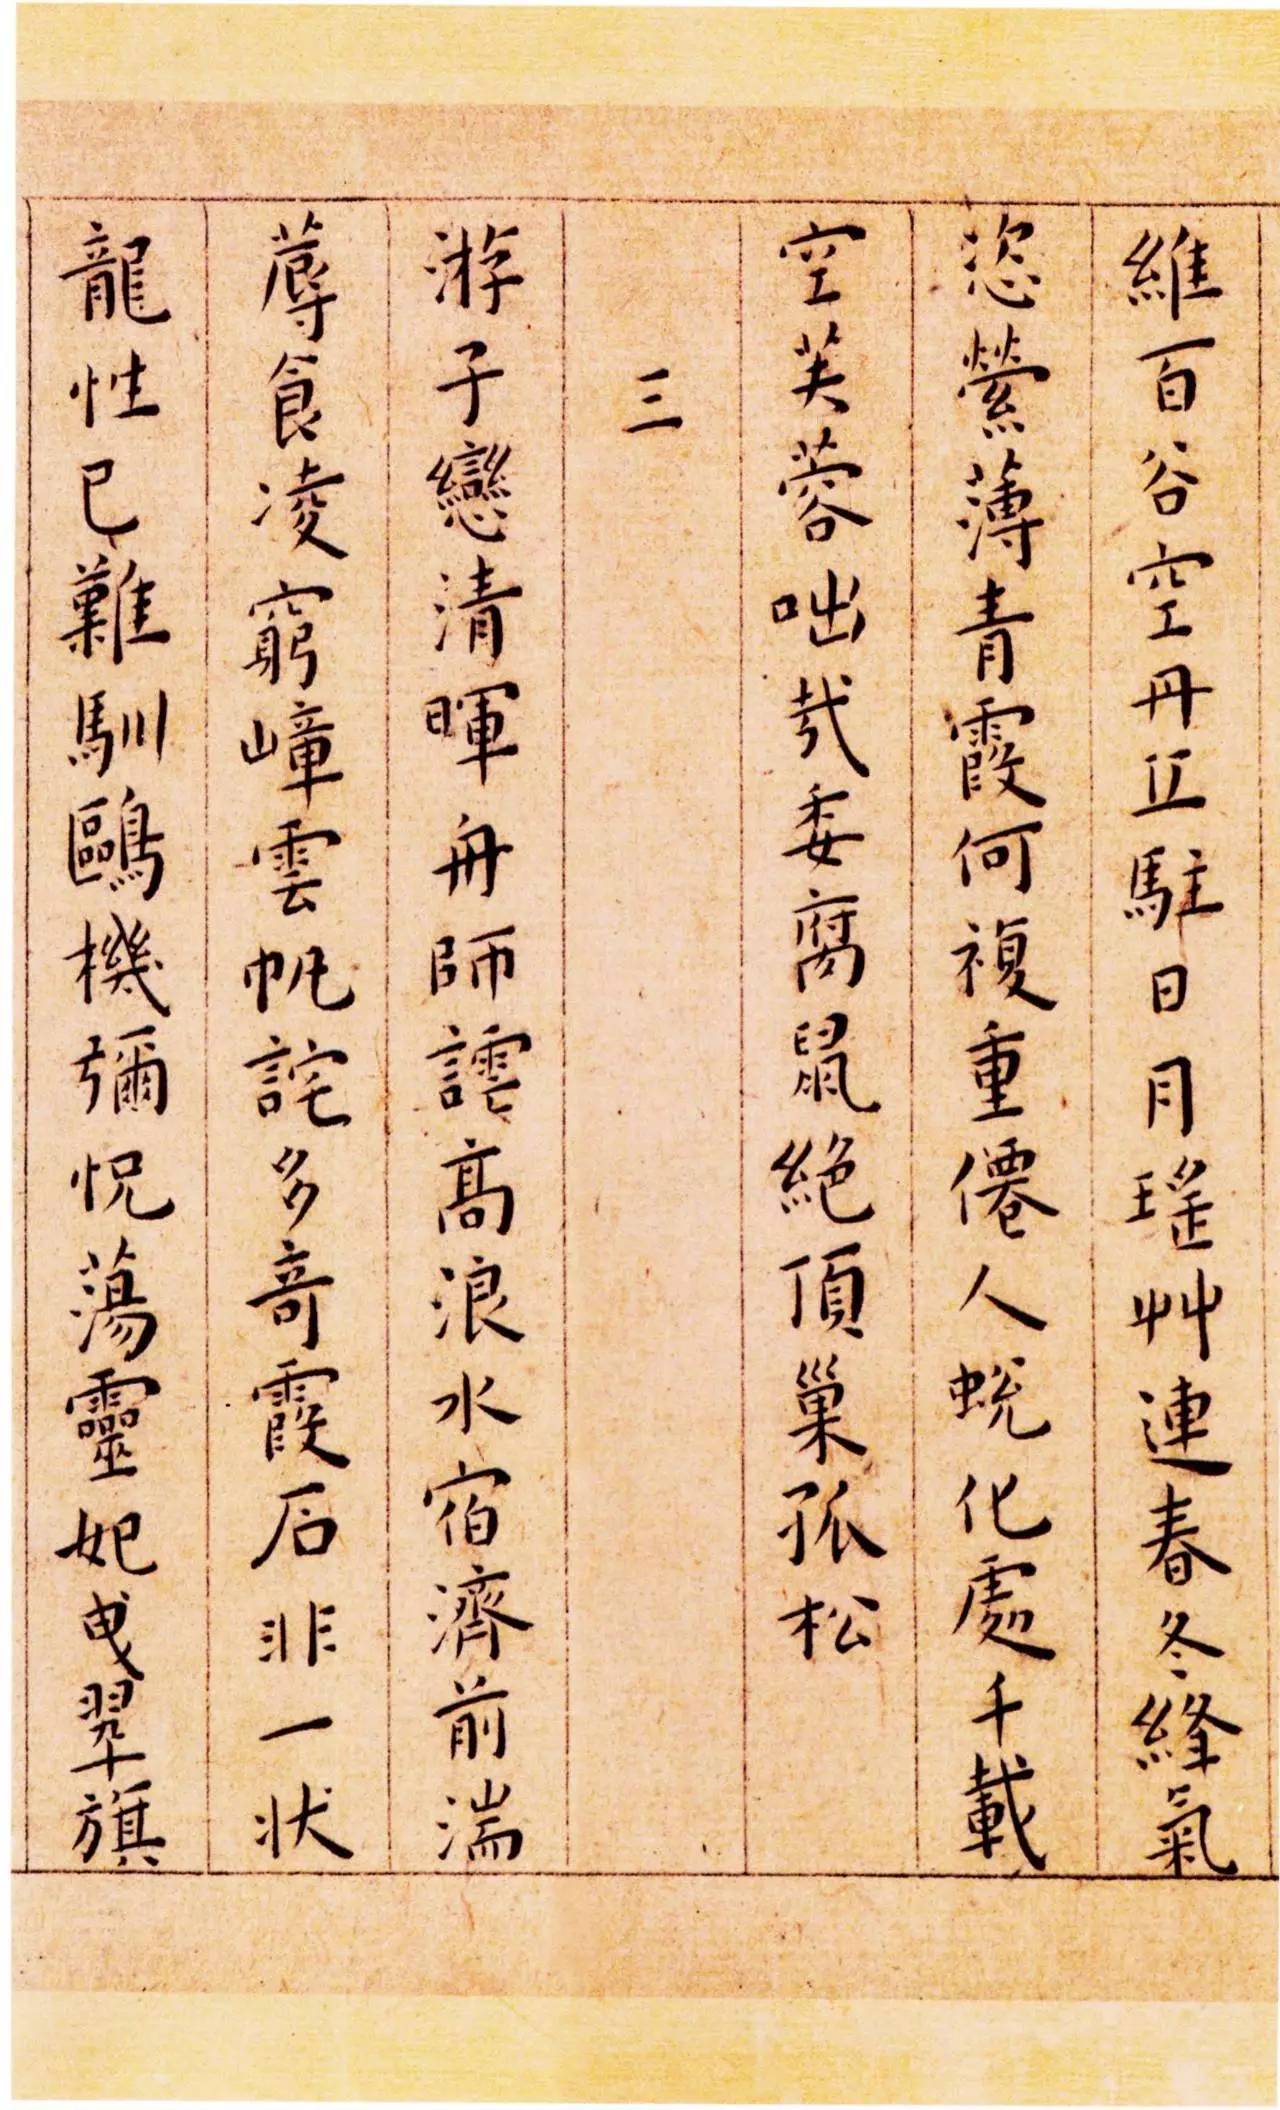 維百谷空丹丘駐日月瑤艸連春冬絳氣
恣縈薄青霞何複重僊人蛻化處千載
空芙蓉咄哉委腐鼠絶頂巢孤松
三
游子戀清暉舟師譐高浪水宿濟前湍
蓐食凌窮嶂雲帆詫多奇霞石非一狀
龍性已難馴鷗機彌怳蕩靈妃曳翠旗